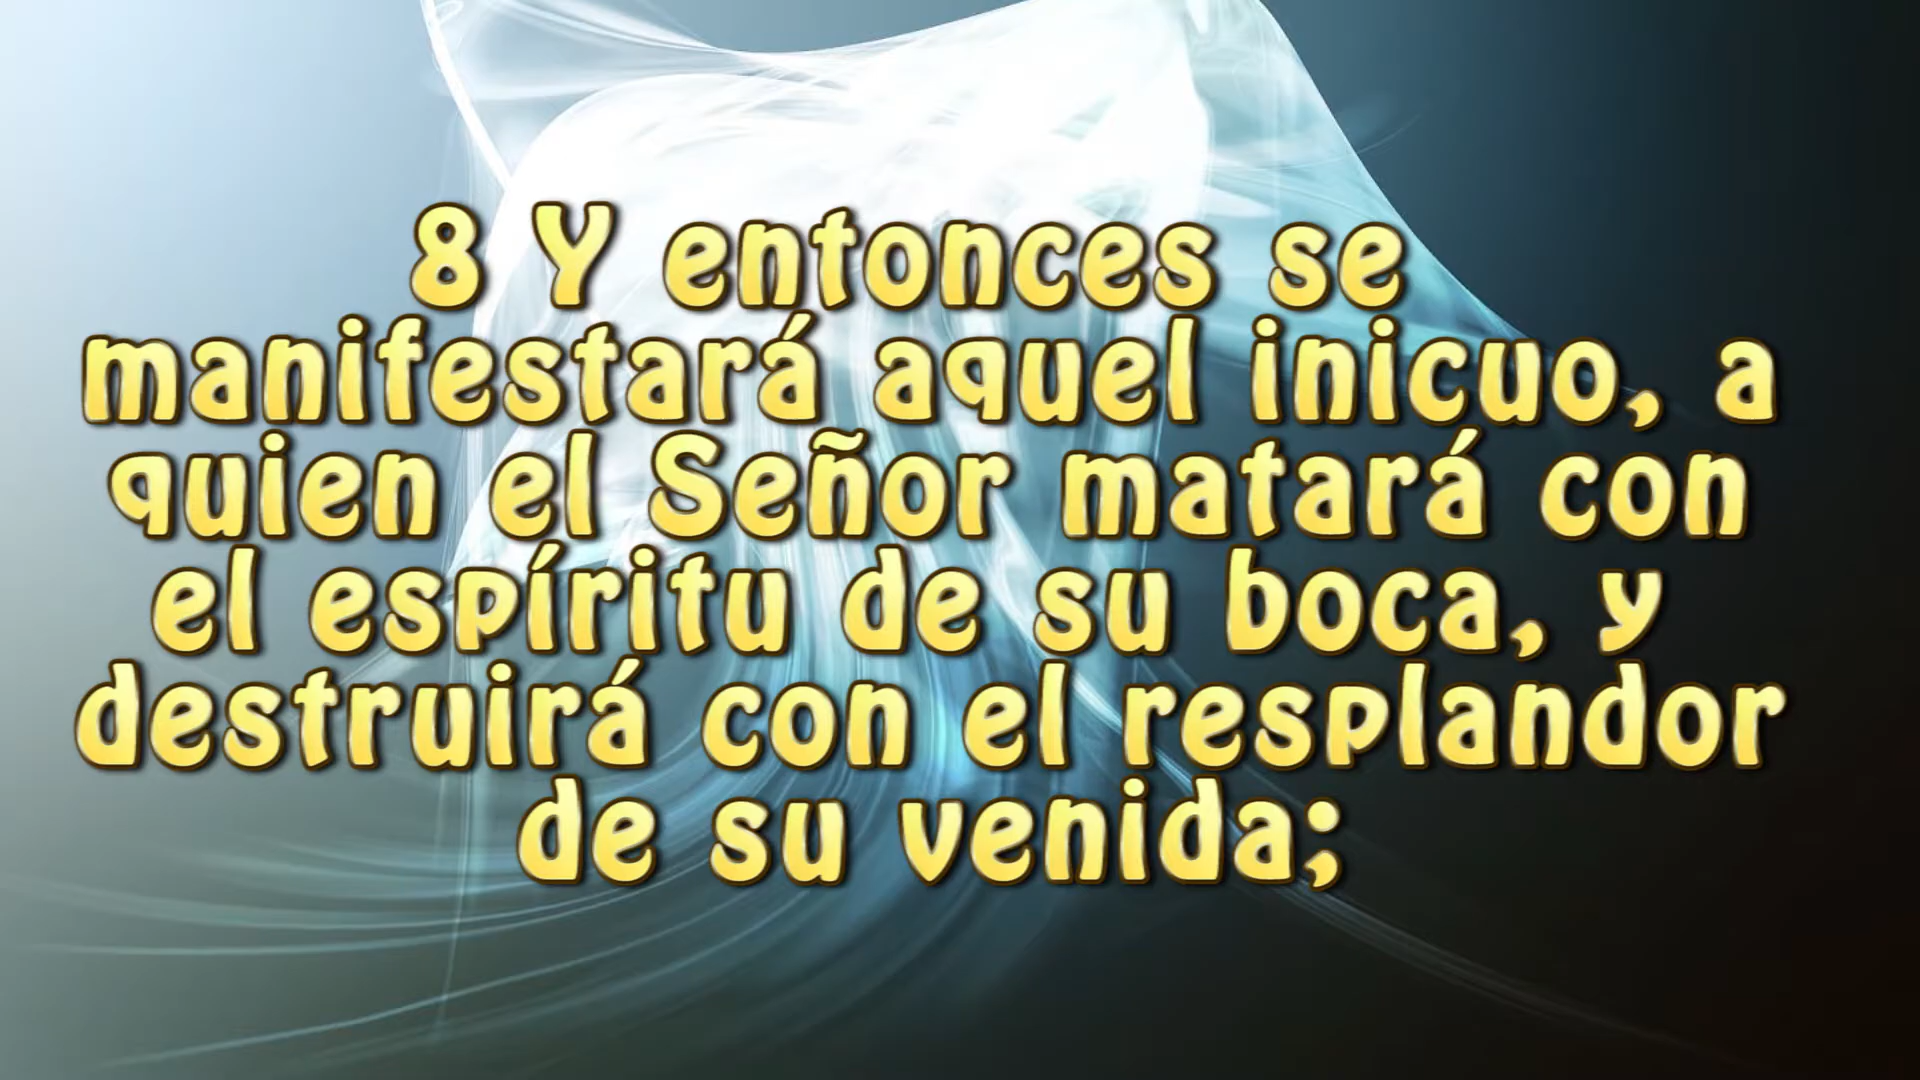 8 Y entonces se
manifestará aquel inicuo, a
quien el Señor matará con
el espíritu de su boca, y
destruirá con el resplandor
de su venida;